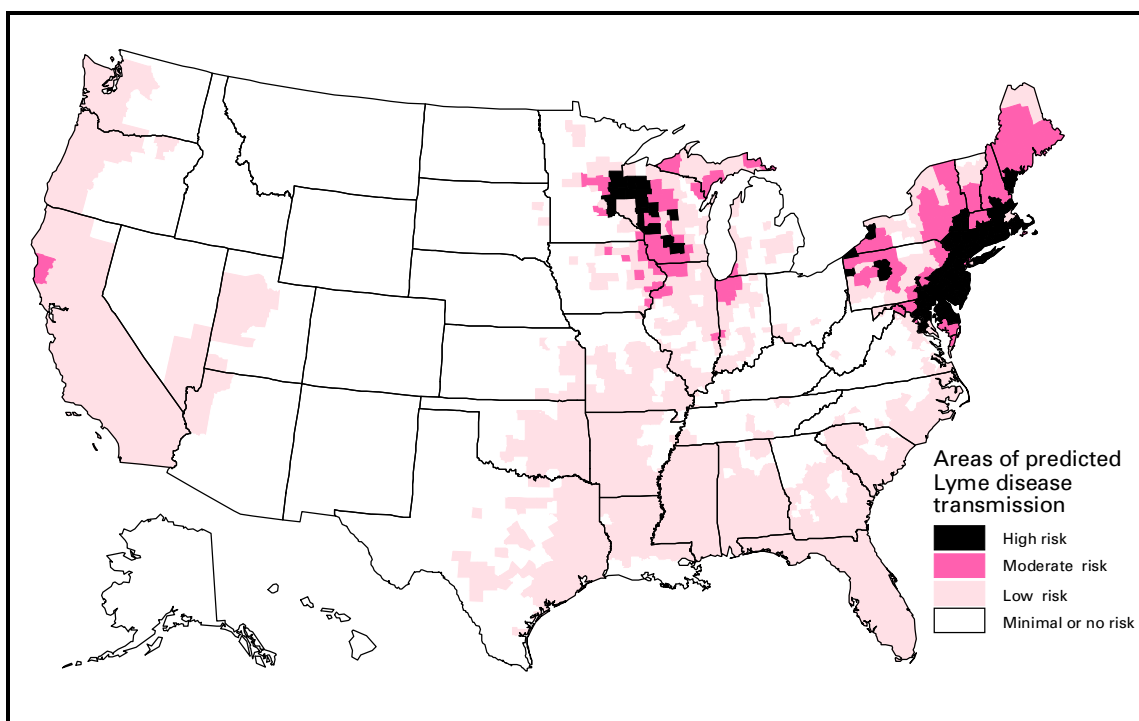 Areas of predicted
Lyme disease
transmission
High risk
Moderate risk
Low risk
Minimal or no risk